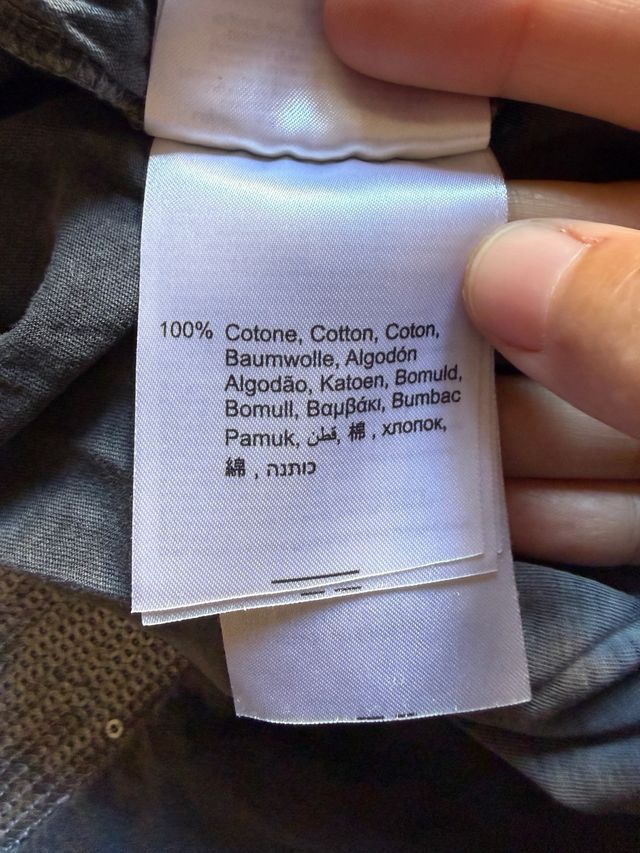 100% Cotone, Cotton, Coton,
Baumwolle, Algodón
Algodão, Katoen, Bomuld,
Bomull, Βαμβάκι, Bumbac
Pamuk, قطن, 棉 , хлопок,
綿 , כותנה